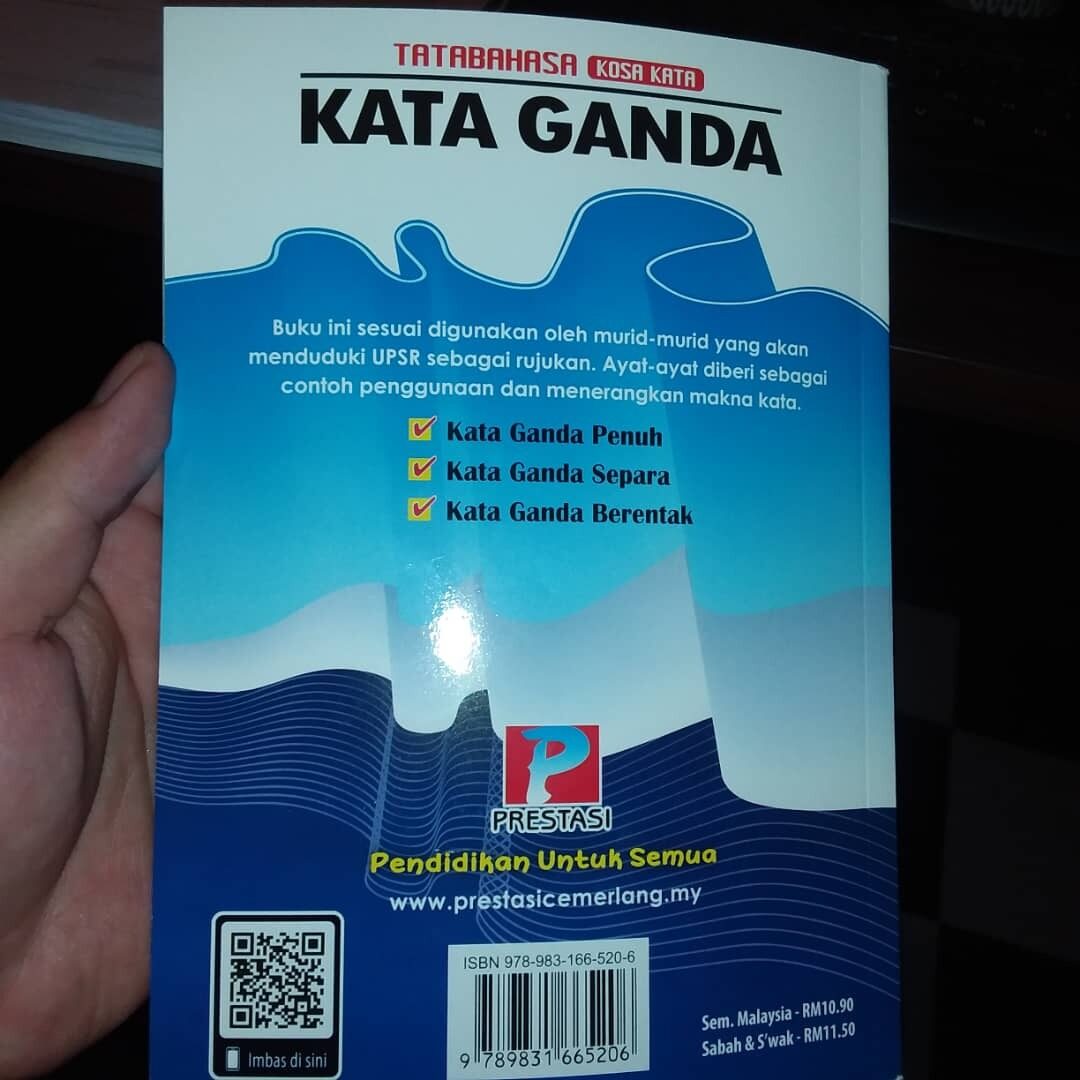 TATABAHASA KOSA KATA
KATA GANDA
Buku ini sesuai digunakan oleh murid-murid yang akan
menduduki UPSR sebagai rujukan. Ayat-ayat diberi sebagai
contoh penggunaan dan menerangkan makna kata.
Kata Ganda Penuh
Kata Ganda Separa
Kata Ganda Berentak
P
PRESTASI
Pendidikan Untuk Semua
www.prestasicemerlang.my
Imbas di sini
ISBN 978-983-166-520-6
9 789831 665206
Sem. Malaysia - RM10.90
Sabah & S'wak - RM11.50